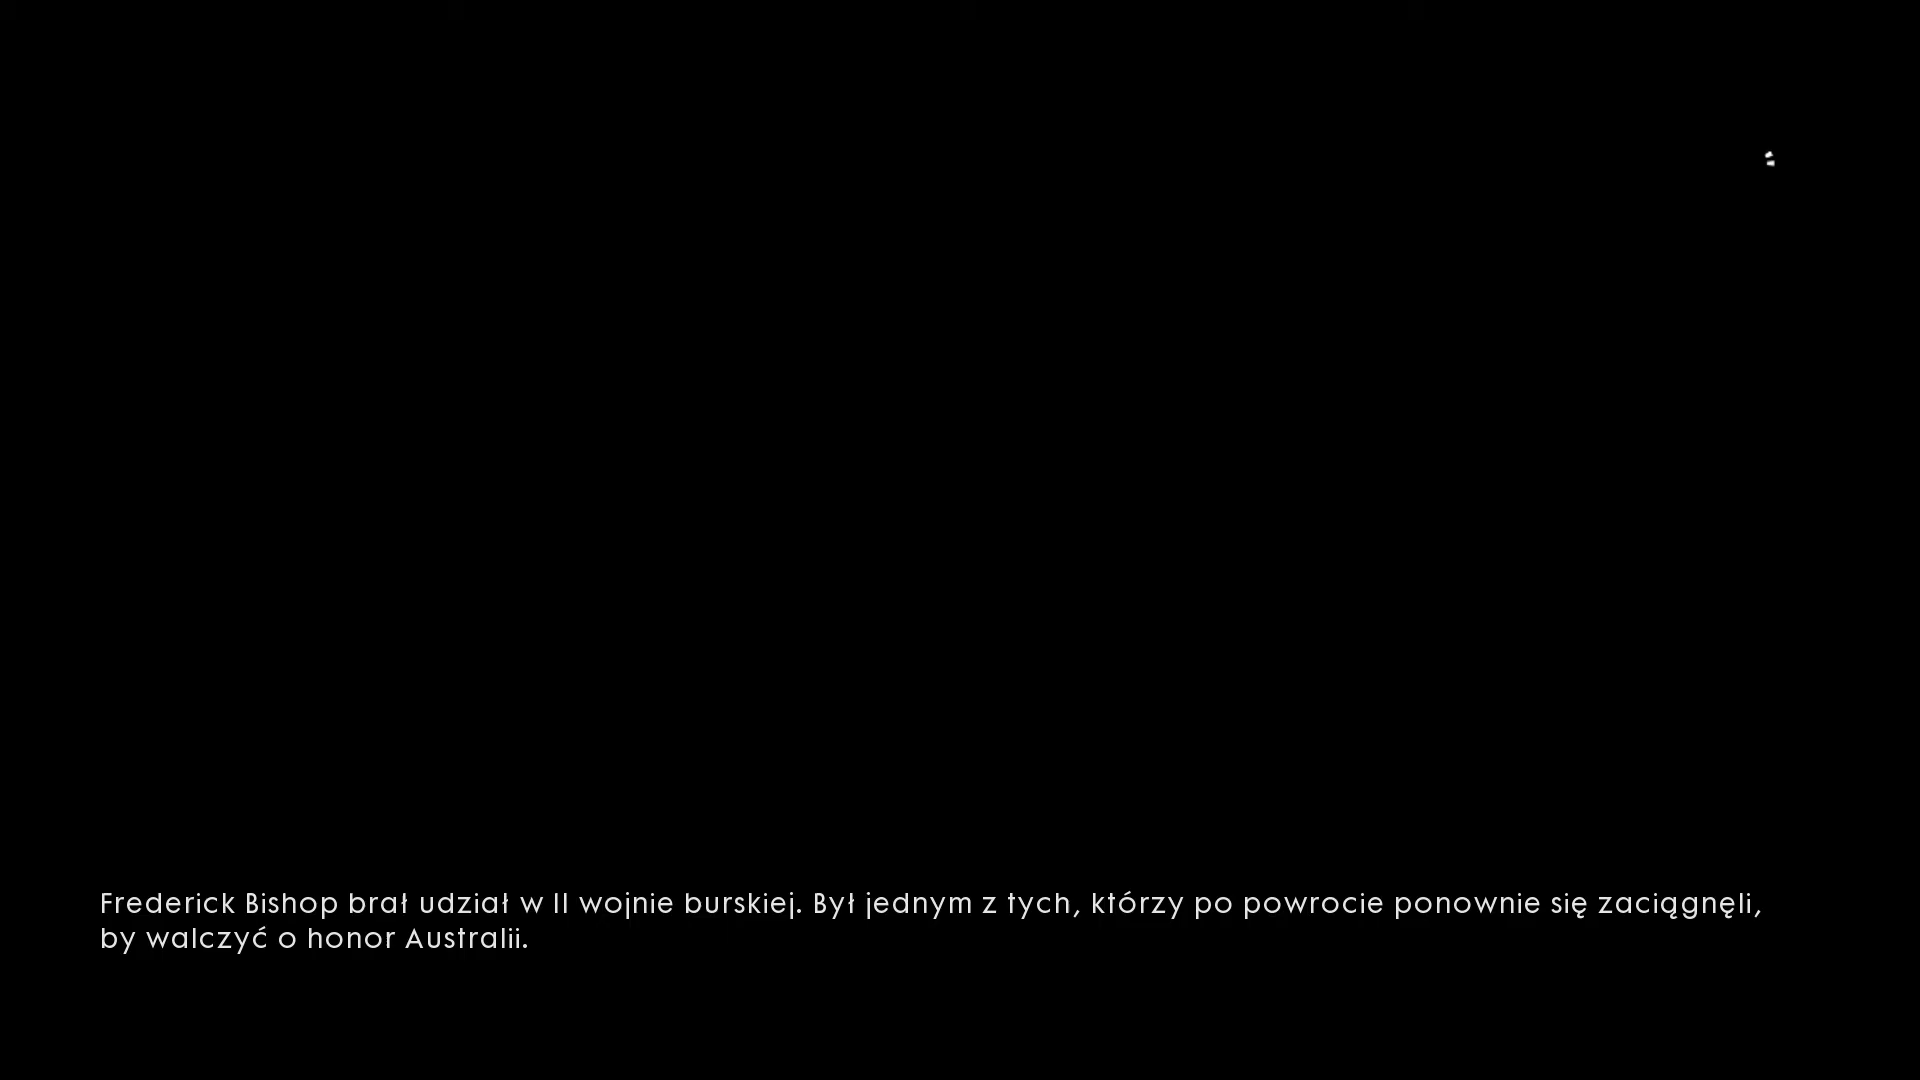 Frederick Bishop brał udział w II wojnie burskiej. Był jednym z tych, którzy po powrocie ponownie się zaciągnęli,
by walczyć o honor Australii.